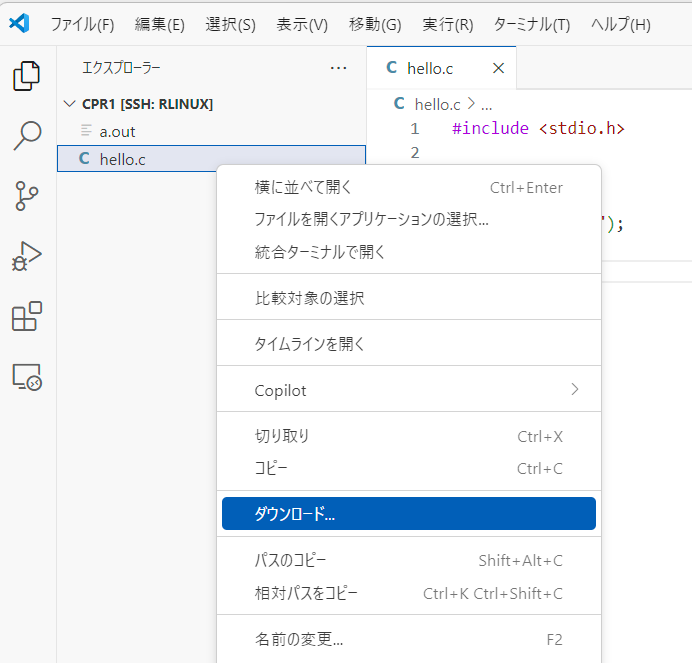 ファイル(F) 編集(E) 選択(S) 表示(V) 移動(G) 実行(R) ターミナル(T) ヘルプ(H)
エクスプローラー ...
CPR1 [SSH: RLINUX]
a.out
C hello.c
C hello.c
C hello.c > ...
1 #include <stdio.h>
2
");
横に並べて開く Ctrl+Enter
ファイルを開くアプリケーションの選択...
統合ターミナルで開く
比較対象の選択
タイムラインを開く
Copilot
切り取り Ctrl+X
コピー Ctrl+C
ダウンロード...
パスのコピー Shift+Alt+C
相対パスをコピー Ctrl+K Ctrl+Shift+C
名前の変更... F2